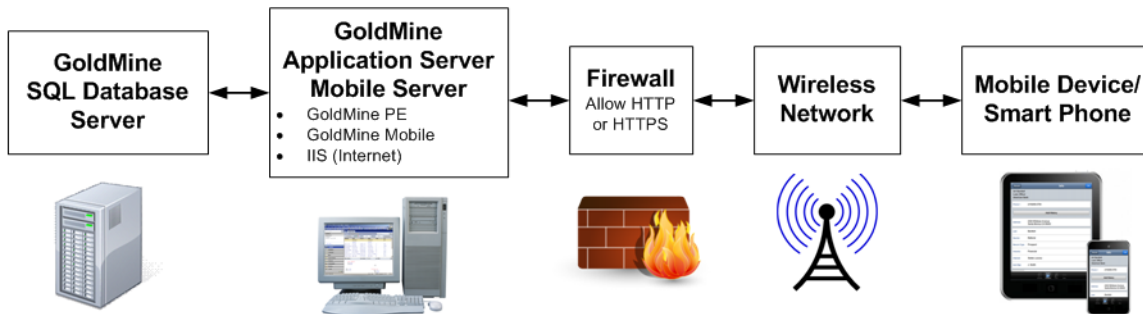 GoldMine
SQL Database
Server
GoldMine
Application Server
Mobile Server
• GoldMine PE
• GoldMine Mobile
• IIS (Internet)
Firewall
Allow HTTP
or HTTPS
Wireless
Network
Mobile Device/
Smart Phone